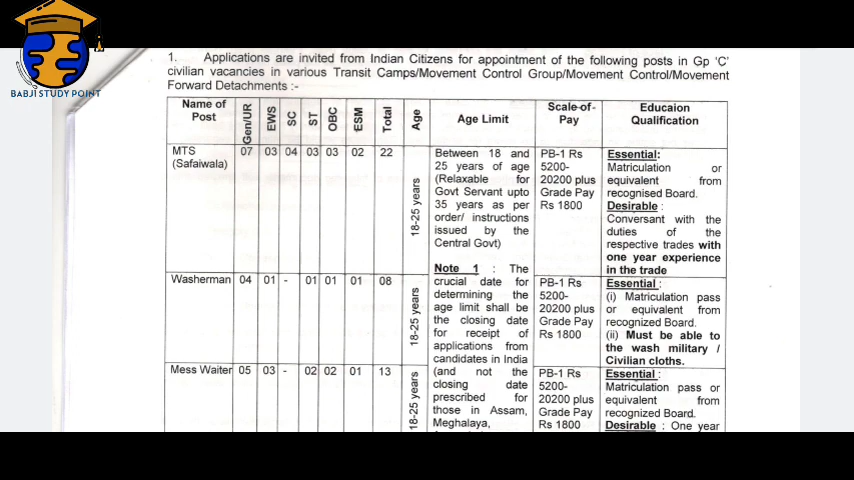 BABJI STUDY POINT
1. Applications are invited from Indian Citizens for appointment of the following posts in Gp 'C'
civilian vacancies in various Transit Camps/Movement Control Group/Movement Control/Movement
Forward Detachments :-
Name of Post | Gen/UR | EWS | SC | ST | OBC | ESM | Total | Age | Age Limit | Scale-of-Pay | Educaion Qualification
MTS (Safaiwala) | 07 | 03 | 04 | 03 | 03 | 02 | 22 | 18-25 years
Between 18 and
25 years of age
(Relaxable for
Govt Servant upto
35 years as per
order/ instructions
issued by the
Central Govt)
Note 1 : The
crucial date for
determining the
age limit shall be
the closing date
for receipt of
applications from
candidates in India
(and not the
closing date
prescribed for
those in Assam,
Meghalaya,
PB-1 Rs
5200-
20200 plus
Grade Pay
Rs 1800
Essential:
Matriculation or
equivalent from
recognised Board.
Desirable :
Conversant with the
duties of the
respective trades with
one year experience
in the trade
Washerman | 04 | 01 | - | 01 | 01 | 01 | 08 | 18-25 years
PB-1 Rs
5200-
20200 plus
Grade Pay
Rs 1800
Essential :
(i) Matriculation pass
or equivalent from
recognized Board.
(ii) Must be able to
the wash military /
Civilian cloths.
Mess Waiter | 05 | 03 | - | 02 | 02 | 01 | 13 | 18-25 years
PB-1 Rs
5200-
20200 plus
Grade Pay
Rs 1800
Essential :
Matriculation pass or
equivalent from
recognized Board.
Desirable : One year